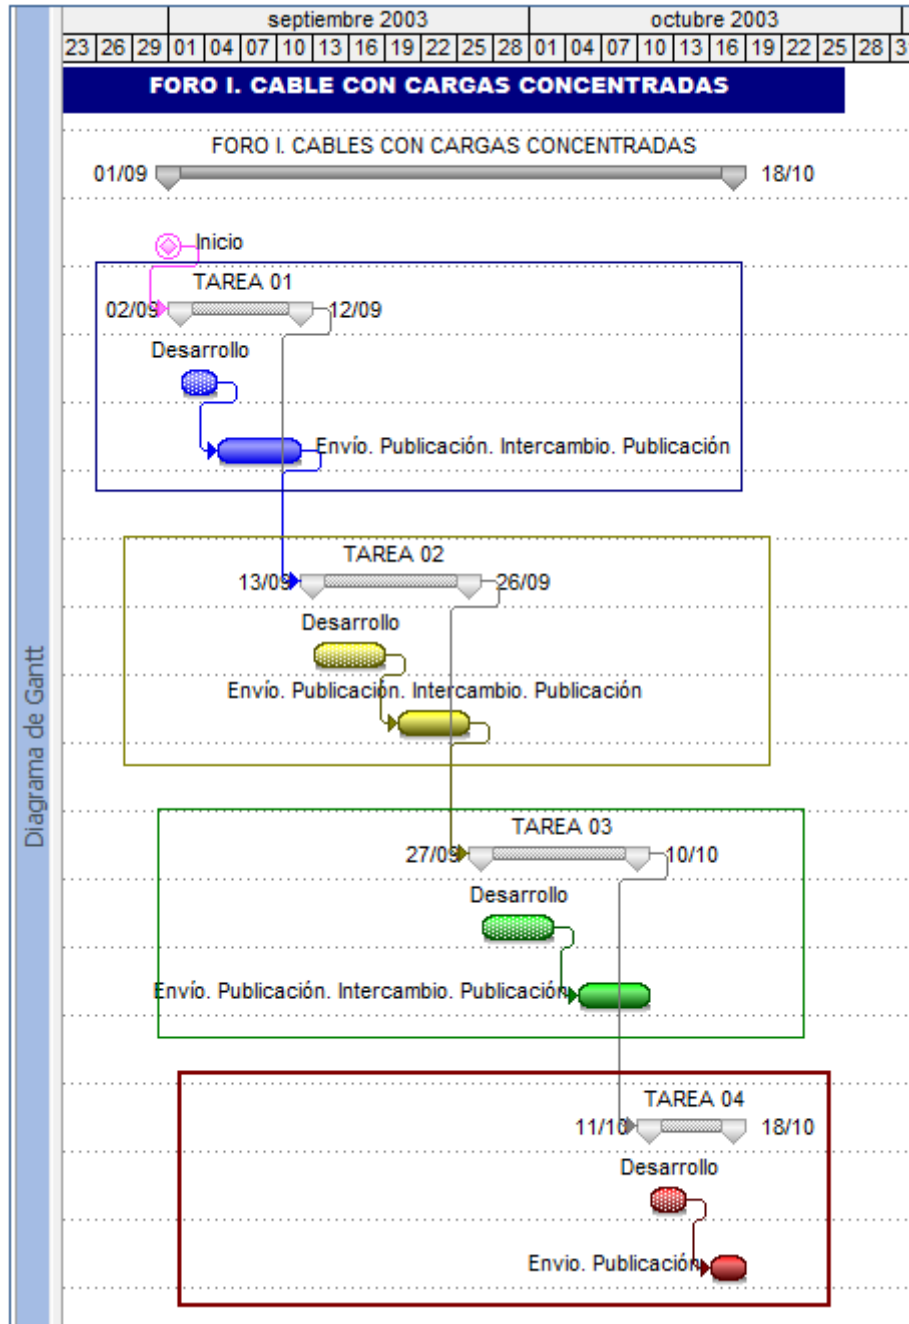 septiembre 2003 octubre 2003
23 26 29 01 04 07 10 13 16 19 22 25 28 01 04 07 10 13 16 19 22 25 28 3
FORO I. CABLE CON CARGAS CONCENTRADAS
FORO I. CABLES CON CARGAS CONCENTRADAS
01/09 18/10
Inicio
TAREA 01
02/09 12/09
Desarrollo
Envío. Publicación. Intercambio. Publicación
TAREA 02
13/09 26/09
Desarrollo
Envío. Publicación. Intercambio. Publicación
TAREA 03
27/09 10/10
Desarrollo
Envío. Publicación. Intercambio. Publicación
TAREA 04
11/10 18/10
Desarrollo
Envio. Publicación
Diagrama de Gantt